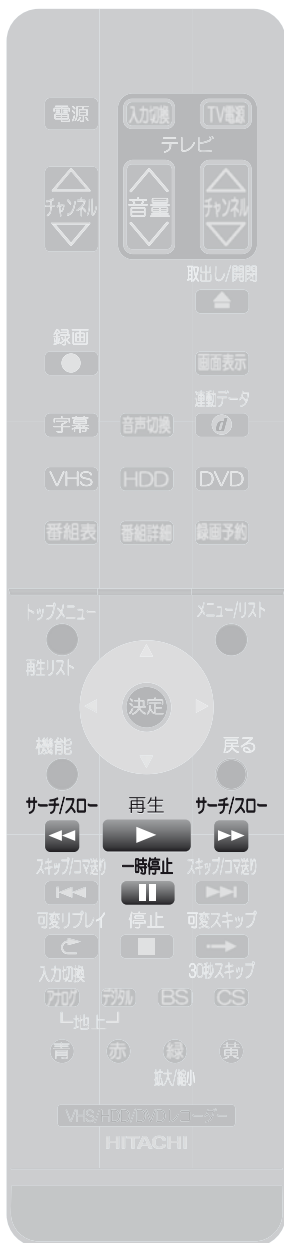 電源 入力切換 TV電源
テレビ
チャンネル 音量 チャンネル
取出し/開閉
録画
画面表示
連動データ
字幕 音声切換 d
VHS HDD DVD
番組表 番組詳細 録画予約
トップメニュー メニュー/リスト
再生リスト
決定
機能 戻る
サーチ/スロー 再生 サーチ/スロー
スキップ/コマ送り 一時停止 スキップ/コマ送り
可変リプレイ 停止 可変スキップ
入力切換 30秒スキップ
アナログ デジタル BS CS
地上
青 赤 緑 黄
拡大/縮小
VHS/HDD/DVDレコーダー
HITACHI